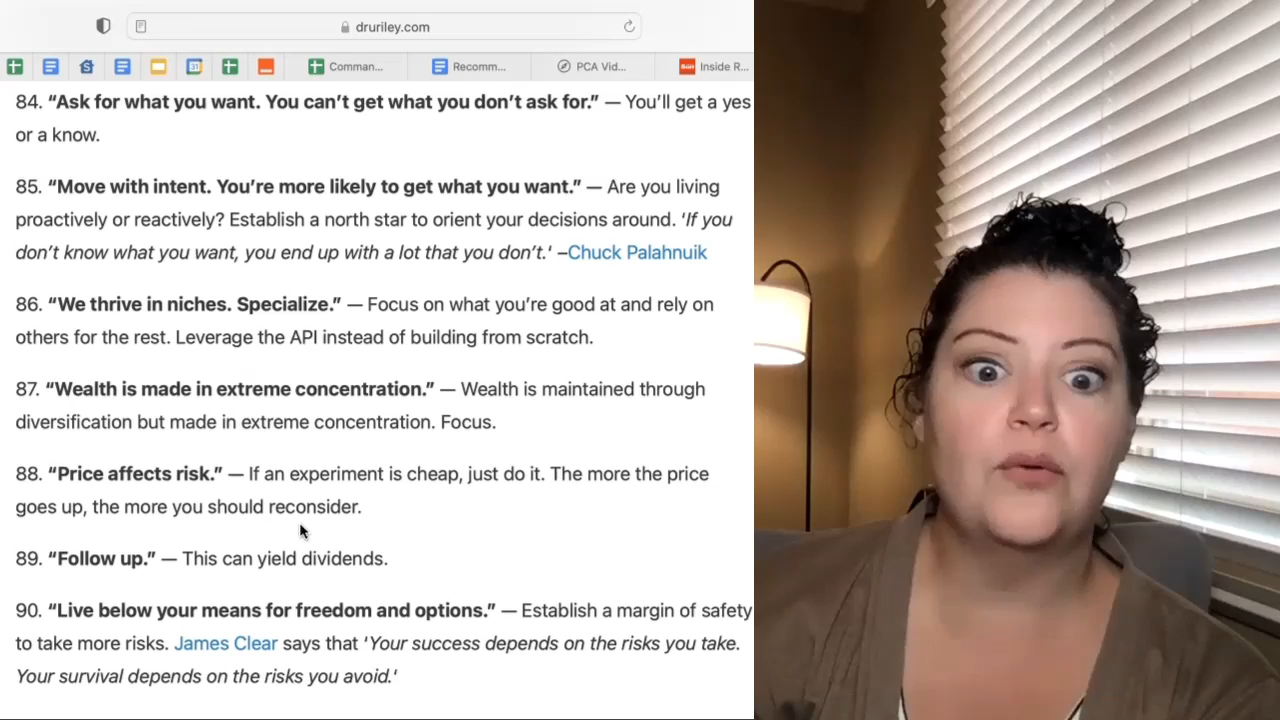 druriley.com
31
Comman...
Recomm...
PCA Vid...
Inside R...
84. “Ask for what you want. You can’t get what you don’t ask for.” — You’ll get a yes
or a know.
85. “Move with intent. You’re more likely to get what you want.” — Are you living
proactively or reactively? Establish a north star to orient your decisions around. ‘If you
don’t know what you want, you end up with a lot that you don’t.' –Chuck Palahnuik
86. “We thrive in niches. Specialize.” — Focus on what you’re good at and rely on
others for the rest. Leverage the API instead of building from scratch.
87. “Wealth is made in extreme concentration.” — Wealth is maintained through
diversification but made in extreme concentration. Focus.
88. “Price affects risk.” — If an experiment is cheap, just do it. The more the price
goes up, the more you should reconsider.
89. “Follow up.” — This can yield dividends.
90. “Live below your means for freedom and options.” — Establish a margin of safety
to take more risks. James Clear says that ‘Your success depends on the risks you take.
Your survival depends on the risks you avoid.'